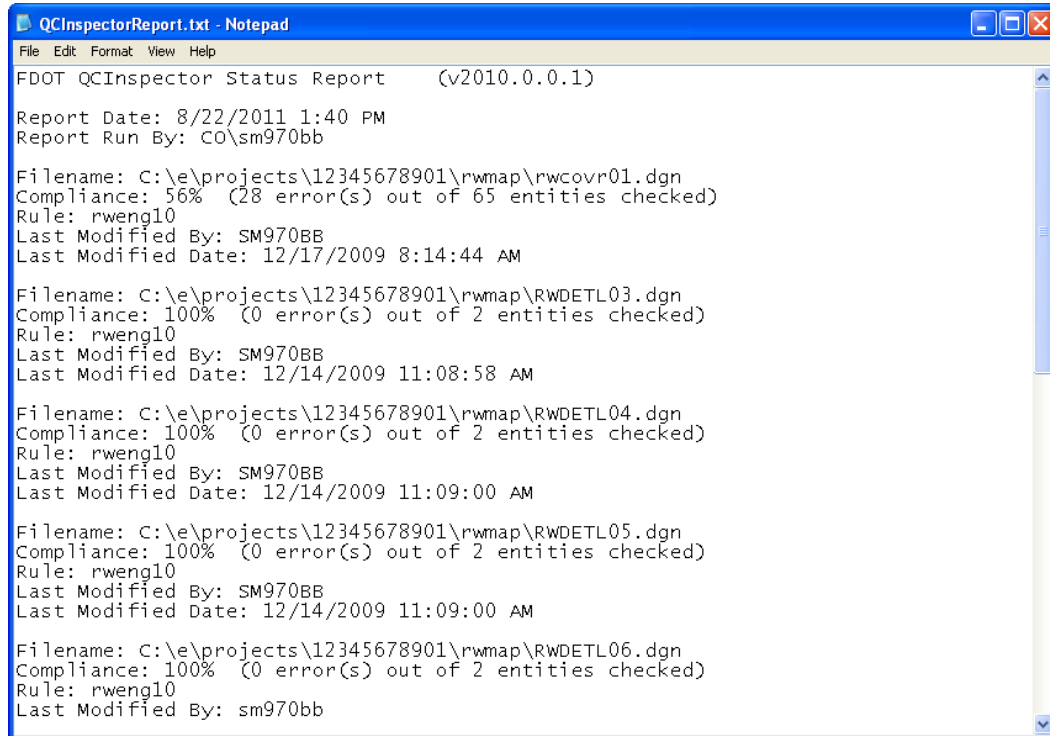 QCInspectorReport.txt - Notepad
File Edit Format View Help
FDOT QCInspector Status Report (v2010.0.0.1)
Report Date: 8/22/2011 1:40 PM
Report Run By: CO\sm970bb
Filename: C:\e\projects\12345678901\rwmap\rwcovr01.dgn
Compliance: 56% (28 error(s) out of 65 entities checked)
Rule: rweng10
Last Modified By: SM970BB
Last Modified Date: 12/17/2009 8:14:44 AM
Filename: C:\e\projects\12345678901\rwmap\RWDETL03.dgn
Compliance: 100% (0 error(s) out of 2 entities checked)
Rule: rweng10
Last Modified By: SM970BB
Last Modified Date: 12/14/2009 11:08:58 AM
Filename: C:\e\projects\12345678901\rwmap\RWDETL04.dgn
Compliance: 100% (0 error(s) out of 2 entities checked)
Rule: rweng10
Last Modified By: SM970BB
Last Modified Date: 12/14/2009 11:09:00 AM
Filename: C:\e\projects\12345678901\rwmap\RWDETL05.dgn
Compliance: 100% (0 error(s) out of 2 entities checked)
Rule: rweng10
Last Modified By: SM970BB
Last Modified Date: 12/14/2009 11:09:00 AM
Filename: C:\e\projects\12345678901\rwmap\RWDETL06.dgn
Compliance: 100% (0 error(s) out of 2 entities checked)
Rule: rweng10
Last Modified By: sm970bb